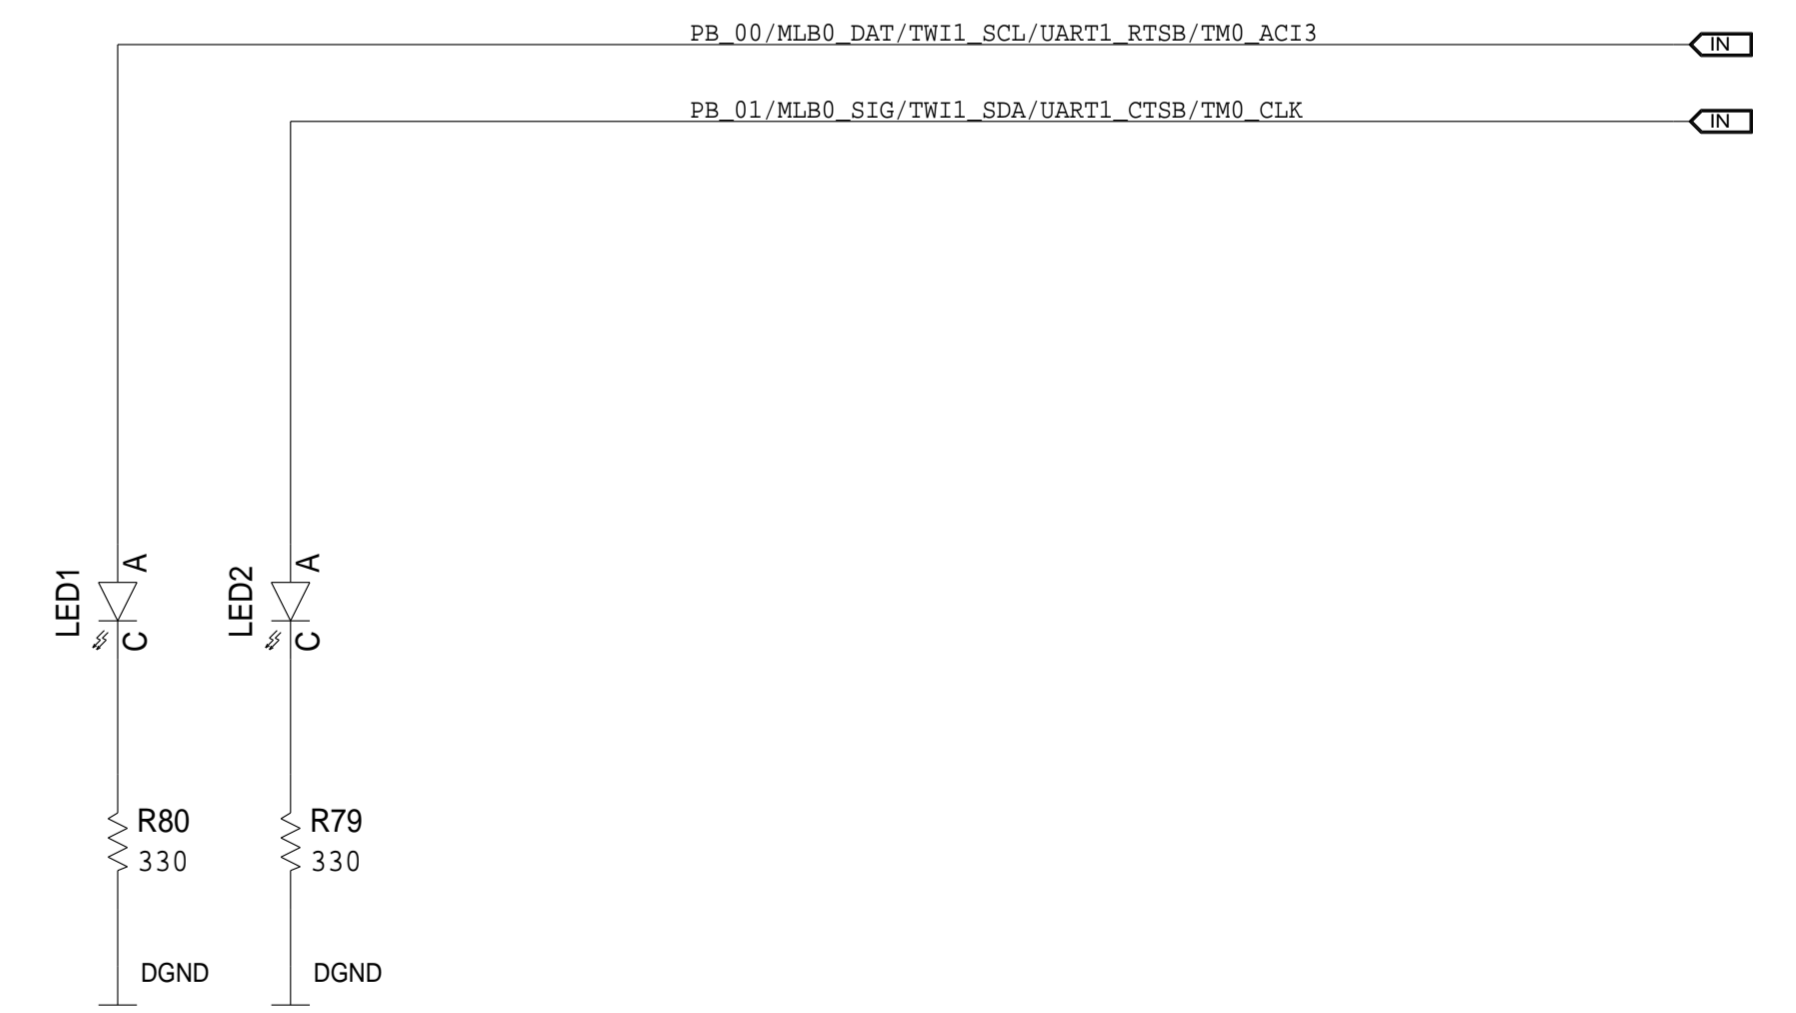 PB_00/MLB0_DAT/TWI1_SCL/UART1_RTSB/TM0_ACI3
IN
PB_01/MLB0_SIG/TWI1_SDA/UART1_CTSB/TM0_CLK
IN
LED1
A
C
LED2
A
C
R80
330
R79
330
DGND
DGND